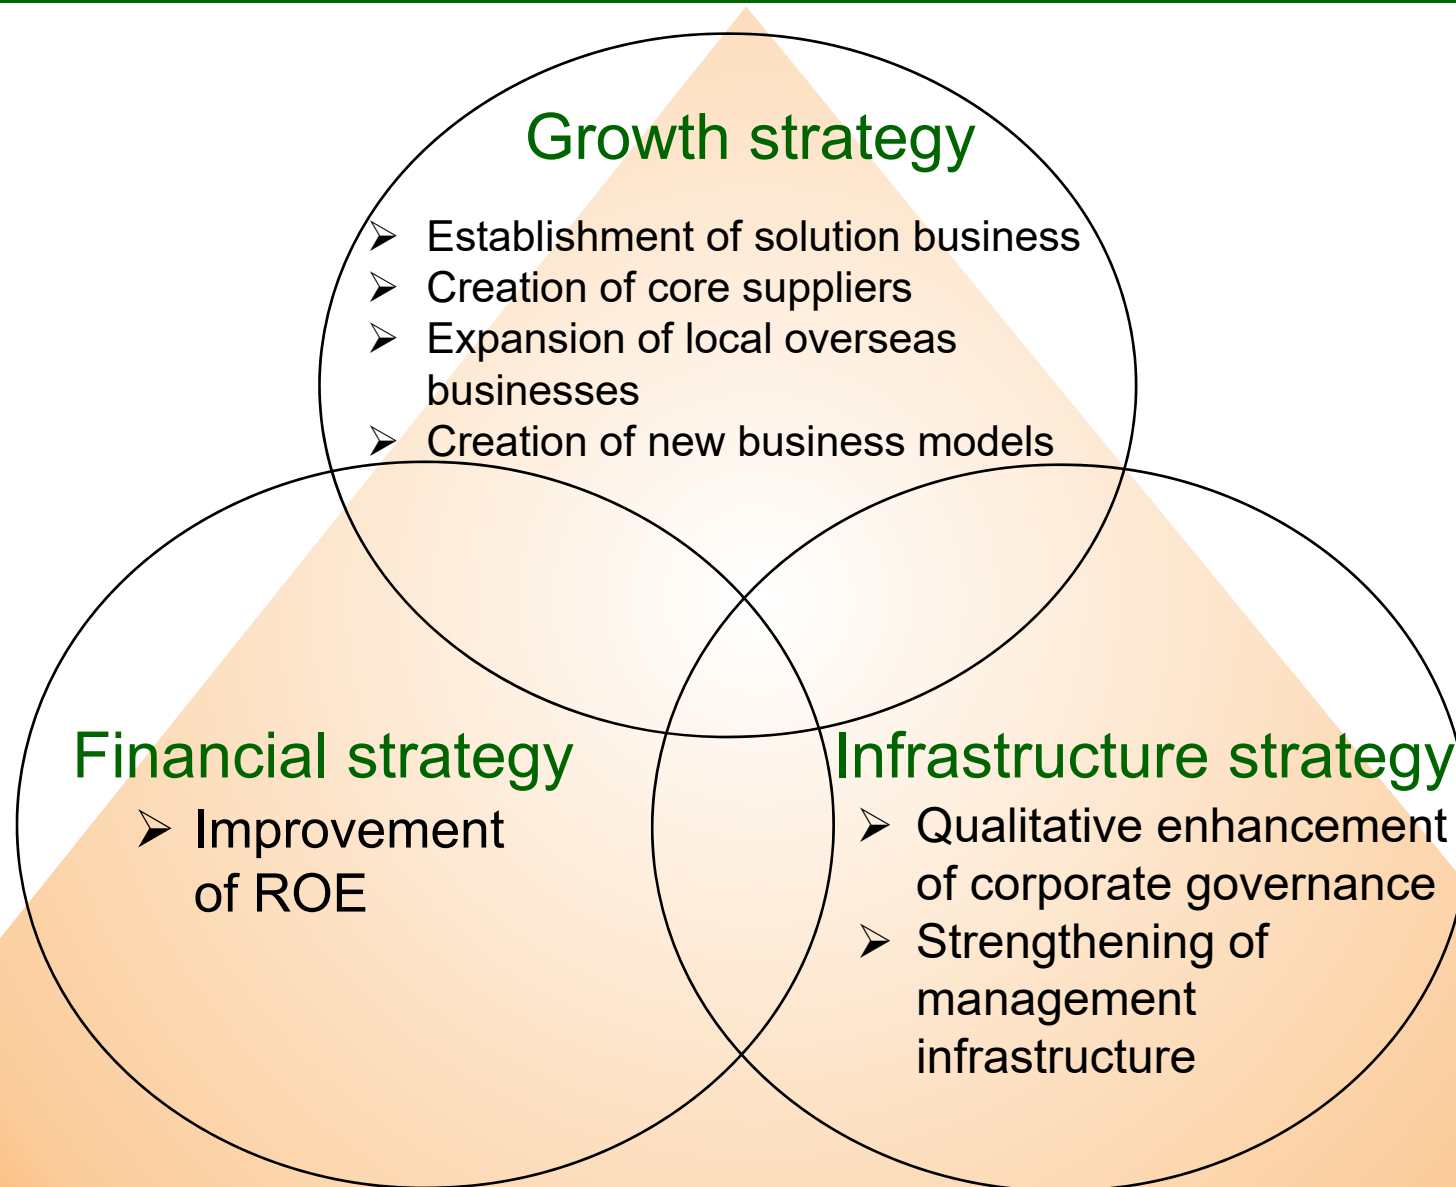 Growth strategy
➢ Establishment of solution business
➢ Creation of core suppliers
➢ Expansion of local overseas
businesses
➢ Creation of new business models
Financial strategy
➢ Improvement
of ROE
Infrastructure strategy
➢ Qualitative enhancement
of corporate governance
➢ Strengthening of
management
infrastructure